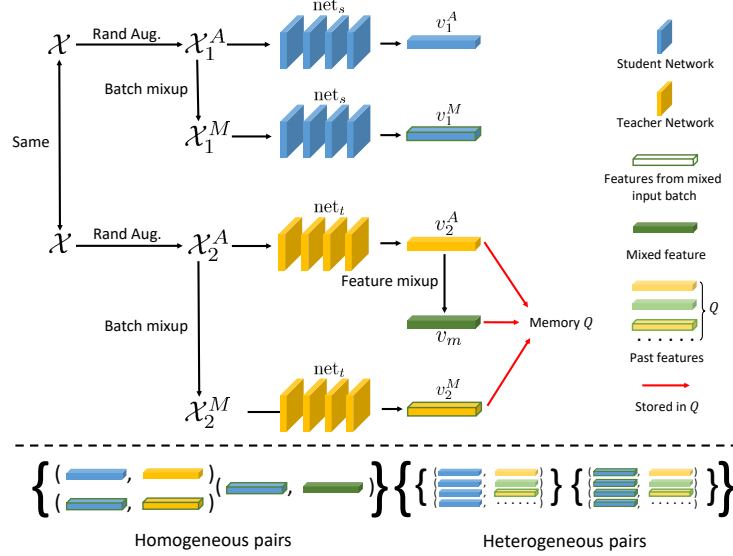 𝒳 Rand Aug. 𝒳₁ᴬ net_s v₁ᴬ
Batch mixup
𝒳₁ᴹ net_s v₁ᴹ
Same
𝒳 Rand Aug. 𝒳₂ᴬ net_t v₂ᴬ
Feature mixup
v_m
Memory Q
Batch mixup
𝒳₂ᴹ net_t v₂ᴹ
Student Network
Teacher Network
Features from mixed
input batch
Mixed feature
Q
· · · · · ·
Past features
Stored in Q
{ ( , ) ( , ) ( , ) } { { ( , ) ( , ) ( , ) ( , ······ ) } { ( , ) ( , ) ( , ) ( , ······ ) } }
Homogeneous pairs
Heterogeneous pairs